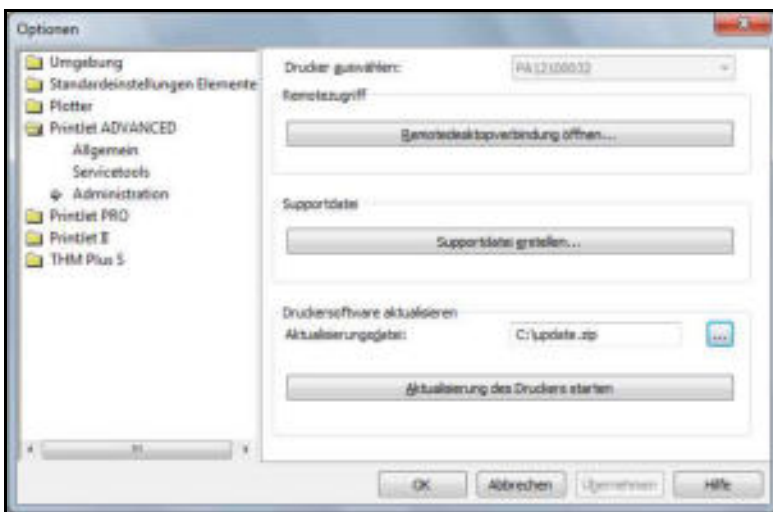 Optionen
Umgebung
Standardeinstellungen Elemente
Plotter
PrintJet ADVANCED
Allgemein
Servicetools
Administration
PrintJet PRO
PrintJet II
THM Plus S
Drucker auswählen:
Remotezugriff
Remotedesktopverbindung öffnen...
Supportdatei
Supportdatei erstellen...
Druckersoftware aktualisieren
Aktualisierungsdatei: C:\update.zip ...
Aktualisierung des Druckers starten
OK Abbrechen Übernehmen Hilfe